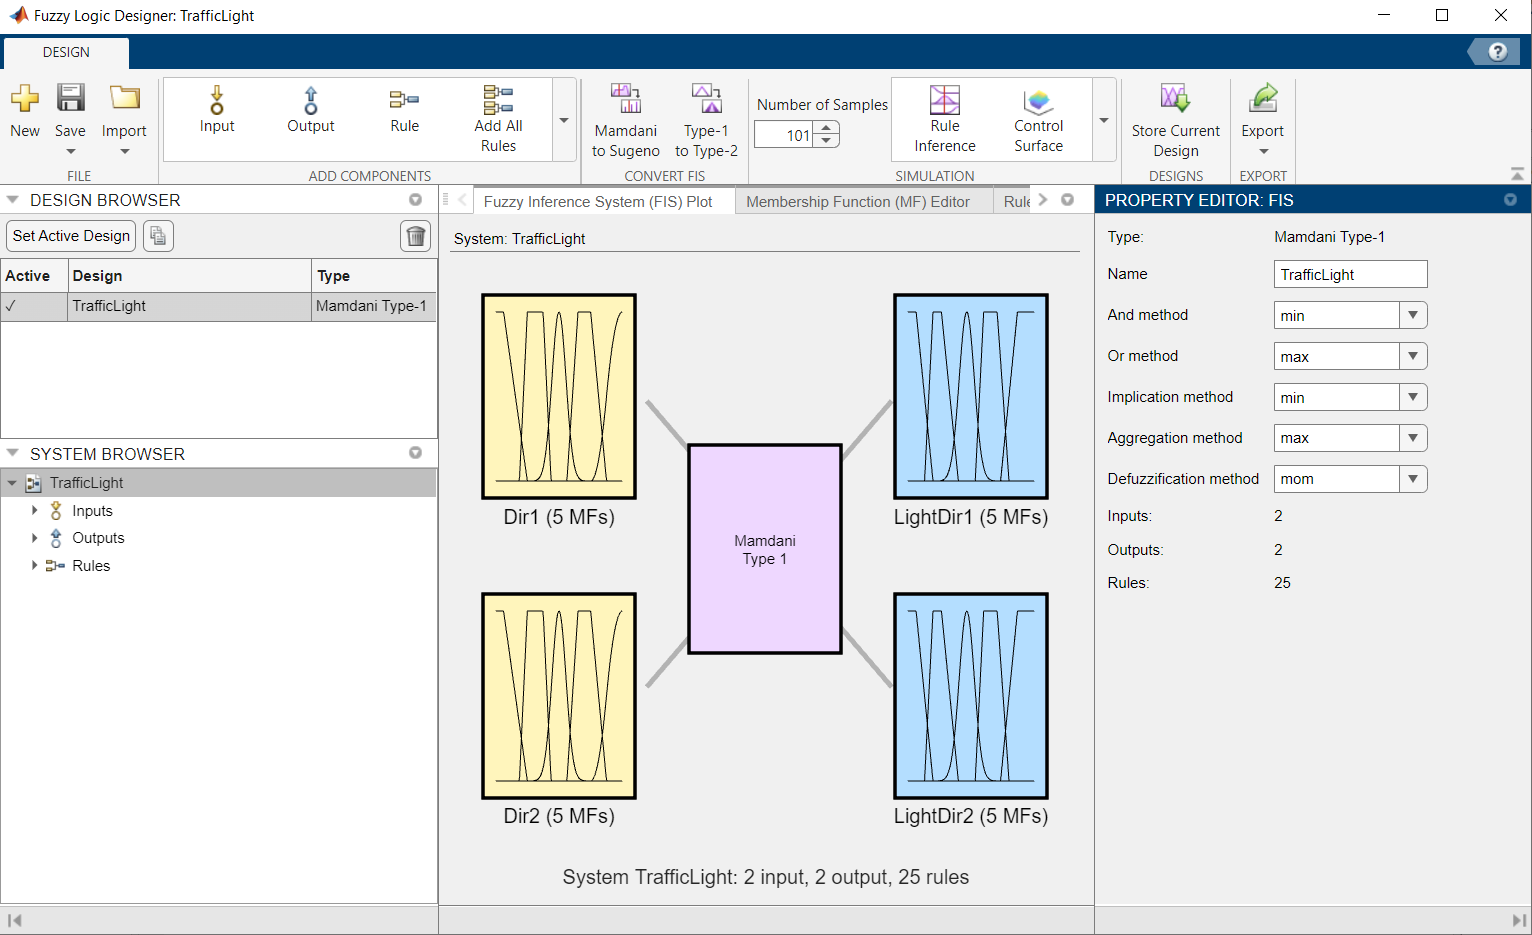 Fuzzy Logic Designer: TrafficLight
DESIGN
?
New
Save
Import
Input
Output
Rule
Add All
Rules
Mamdani
to Sugeno
Type-1
to Type-2
Number of Samples
101
Rule
Inference
Control
Surface
Store Current
Design
Export
FILE
ADD COMPONENTS
CONVERT FIS
SIMULATION
DESIGNS
EXPORT
DESIGN BROWSER
Set Active Design
Active Design Type
✓ TrafficLight Mamdani Type-1
SYSTEM BROWSER
TrafficLight
Inputs
Outputs
Rules
Fuzzy Inference System (FIS) Plot
Membership Function (MF) Editor
Rule
System: TrafficLight
Dir1 (5 MFs)
LightDir1 (5 MFs)
Mamdani
Type 1
Dir2 (5 MFs)
LightDir2 (5 MFs)
System TrafficLight: 2 input, 2 output, 25 rules
PROPERTY EDITOR: FIS
Type: Mamdani Type-1
Name TrafficLight
And method min
Or method max
Implication method min
Aggregation method max
Defuzzification method mom
Inputs: 2
Outputs: 2
Rules: 25